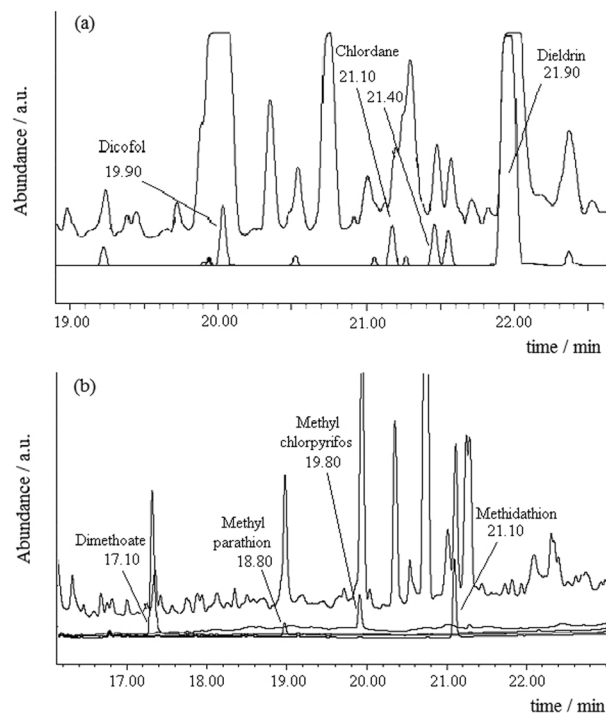 (a)
Abundance / a.u.
Chlordane
21.10
21.40
Dieldrin
21.90
Dicofol
19.90
19.00 20.00 21.00 22.00
time / min
(b)
Abundance / a.u.
Methyl
chlorpyrifos
19.80
Dimethoate
17.10
Methyl
parathion
18.80
Methidathion
21.10
17.00 18.00 19.00 20.00 21.00 22.00
time / min